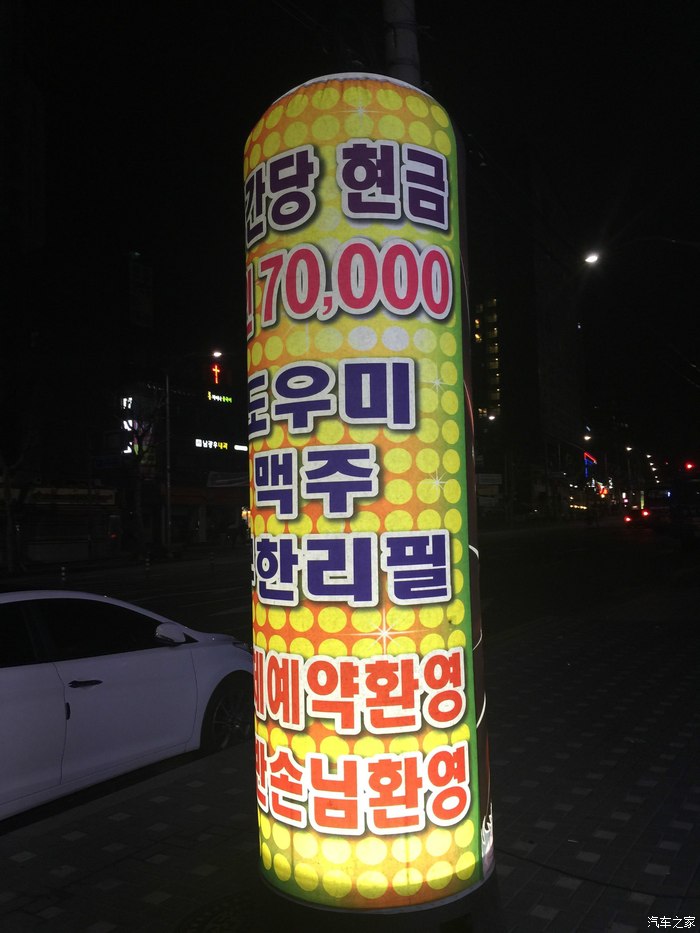 간당 현금
70,000
도우미
맥주
한리필
예약환영
손님환영
汽车之家